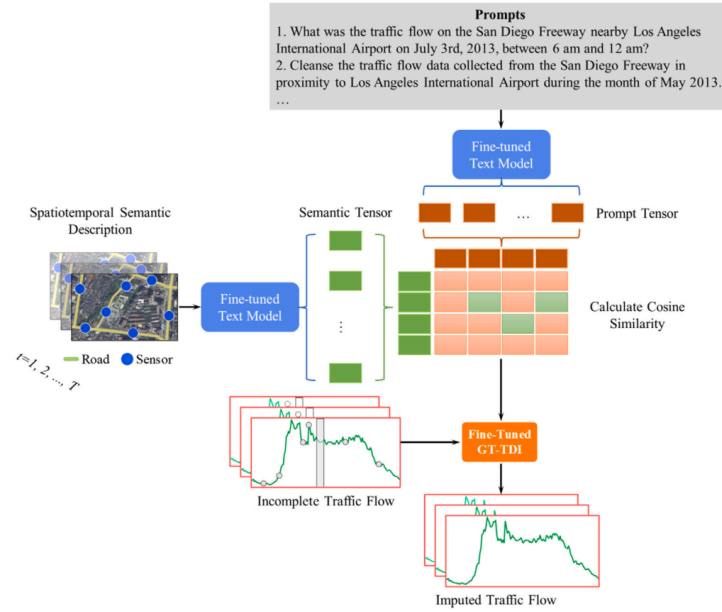 Prompts
1. What was the traffic flow on the San Diego Freeway nearby Los Angeles
International Airport on July 3rd, 2013, between 6 am and 12 am?
2. Cleanse the traffic flow data collected from the San Diego Freeway in
proximity to Los Angeles International Airport during the month of May 2013.
...
Fine-tuned
Text Model
Spatiotemporal Semantic
Description
Semantic Tensor
...
Prompt Tensor
Fine-tuned
Text Model
...
Calculate Cosine
Similarity
Road
Sensor
t=1, 2, ..., T
Fine-Tuned
GT-TDI
Incomplete Traffic Flow
Imputed Traffic Flow